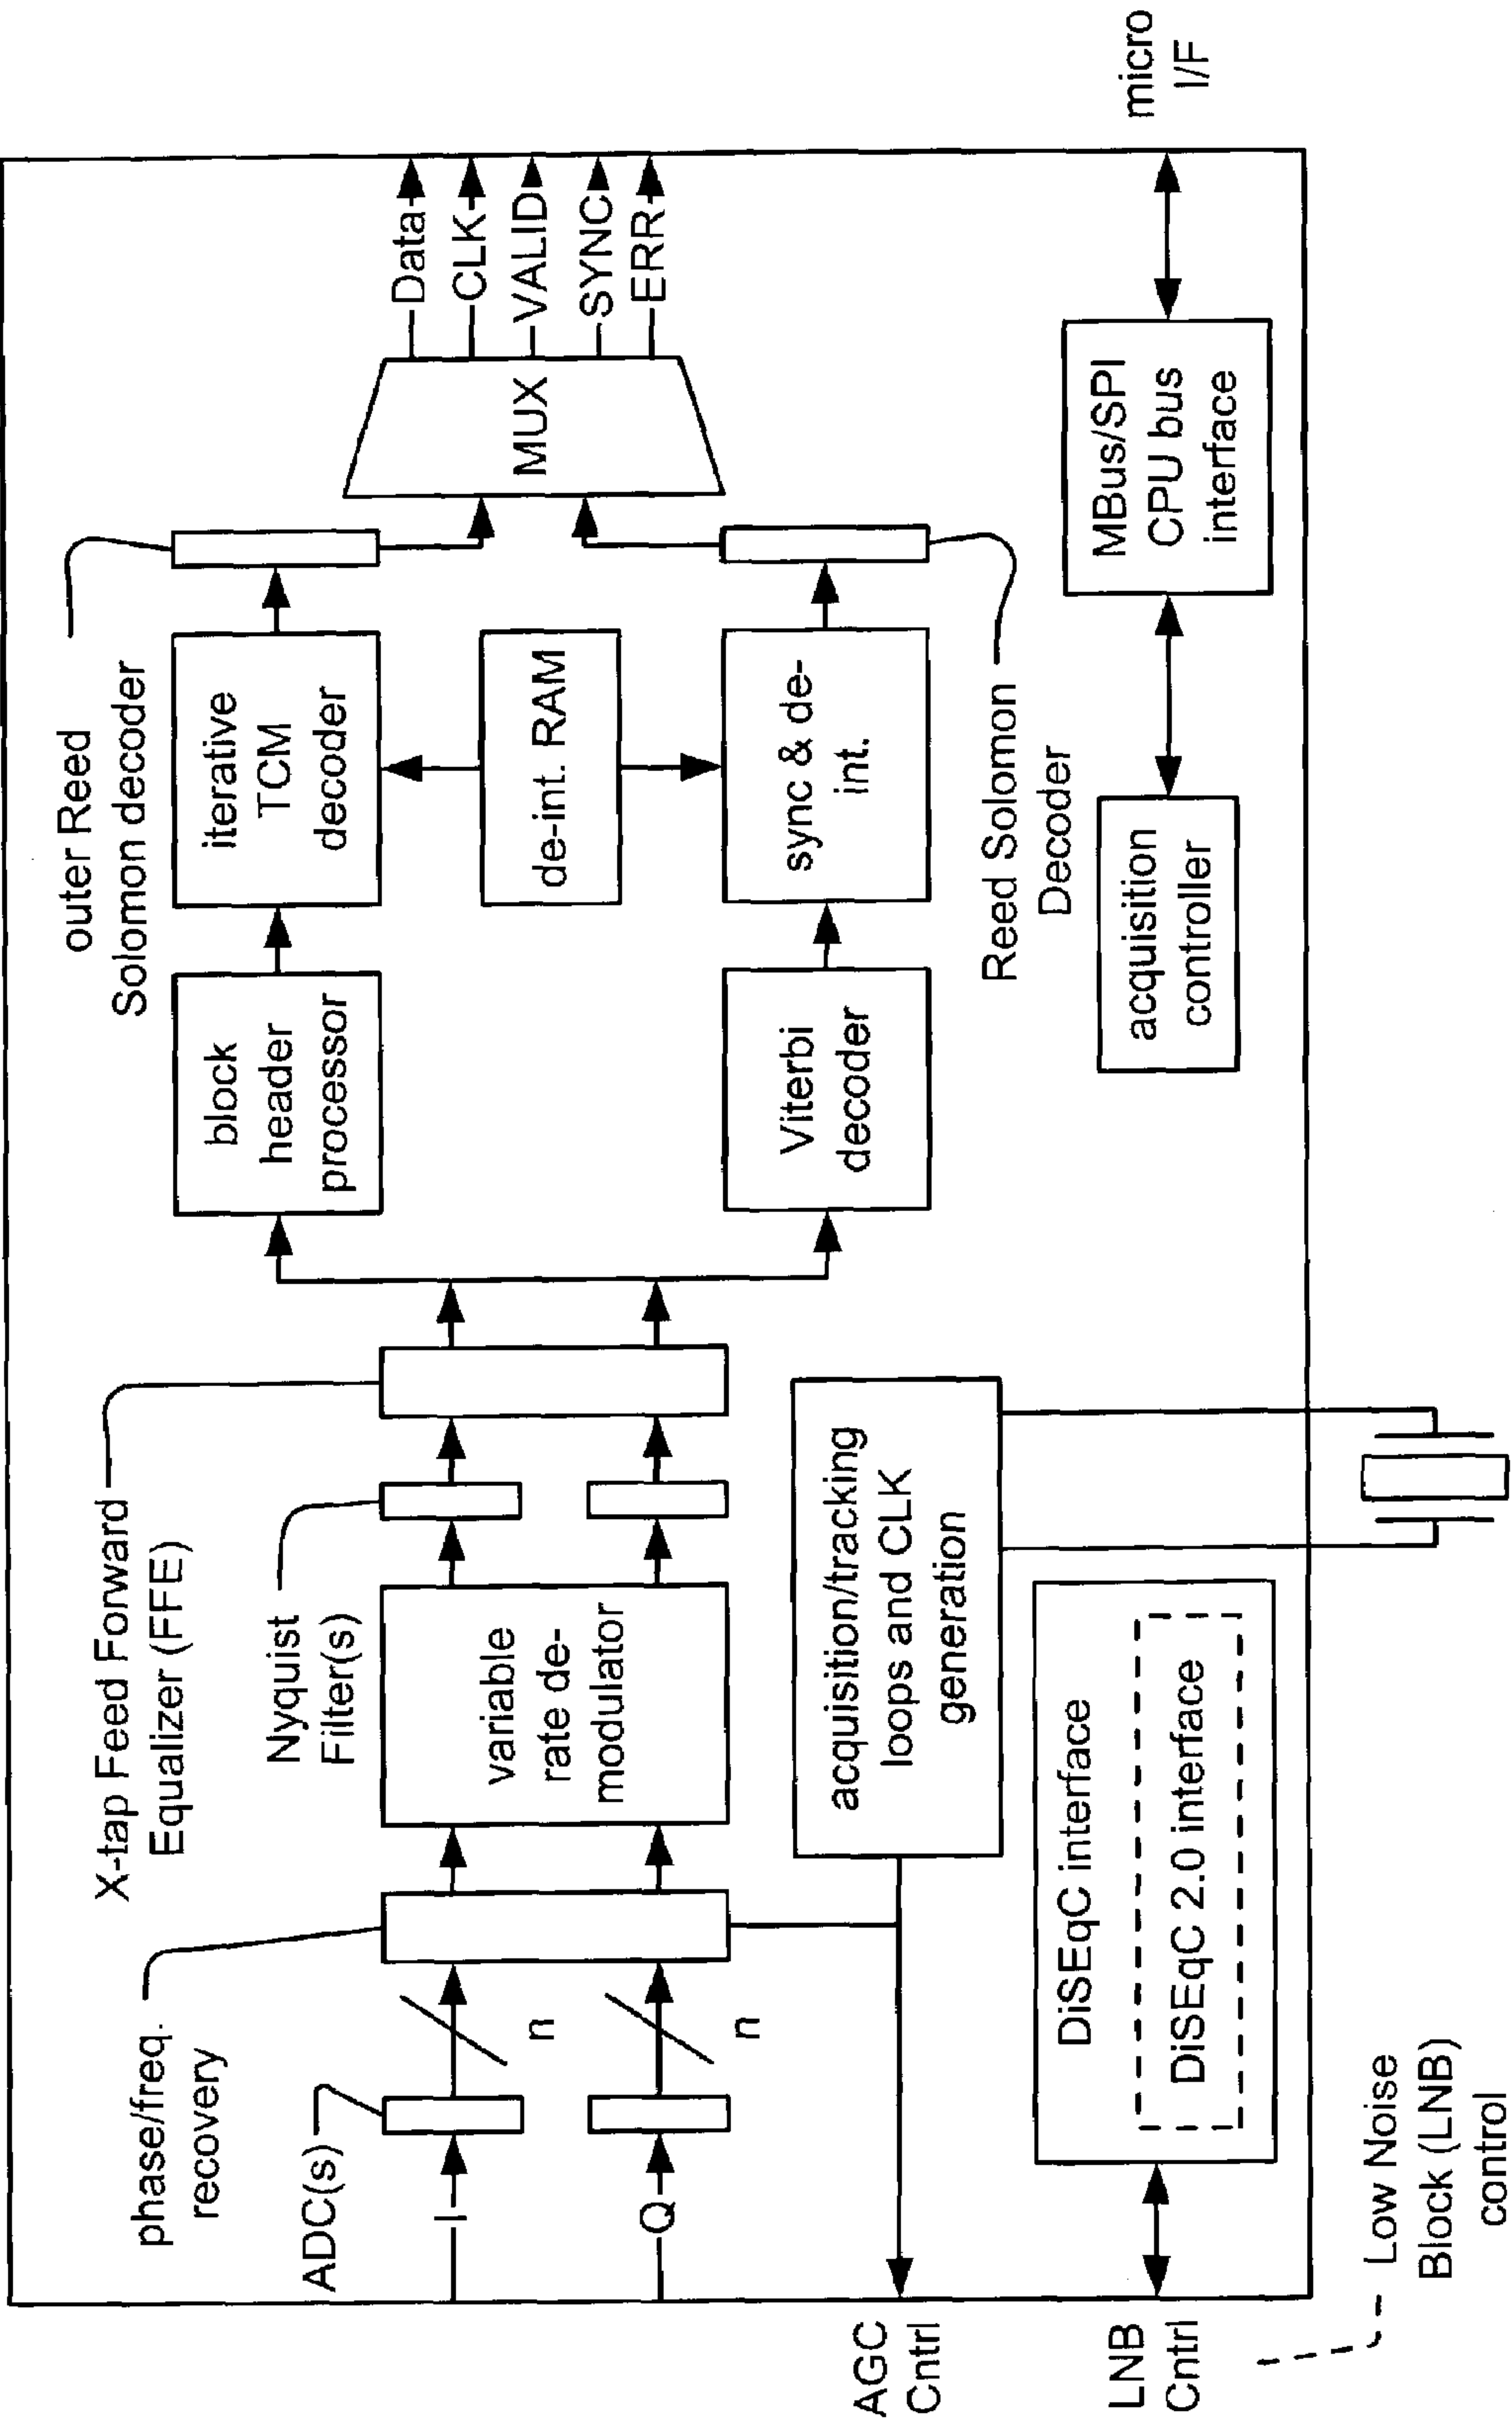 outer Reed
Solomon decoder
X-tap Feed Forward
Equalizer (FFE)
phase/freq.
recovery
Nyquist
Filter(s)
ADC(s)
I
Q
n
n
variable
rate de-
modulator
block
header
processor
iterative
TCM
decoder
de-int. RAM
Viterbi
decoder
sync & de-
int.
MUX
Data
CLK
VALID
SYNC
ERR
Reed Solomon
Decoder
acquisition/tracking
loops and CLK
generation
AGC
Cntrl
DiSEqC interface
DiSEqC 2.0 interface
LNB
Cntrl
acquisition
controller
MBus/SPI
CPU bus
interface
micro
I/F
Low Noise
Block (LNB)
control